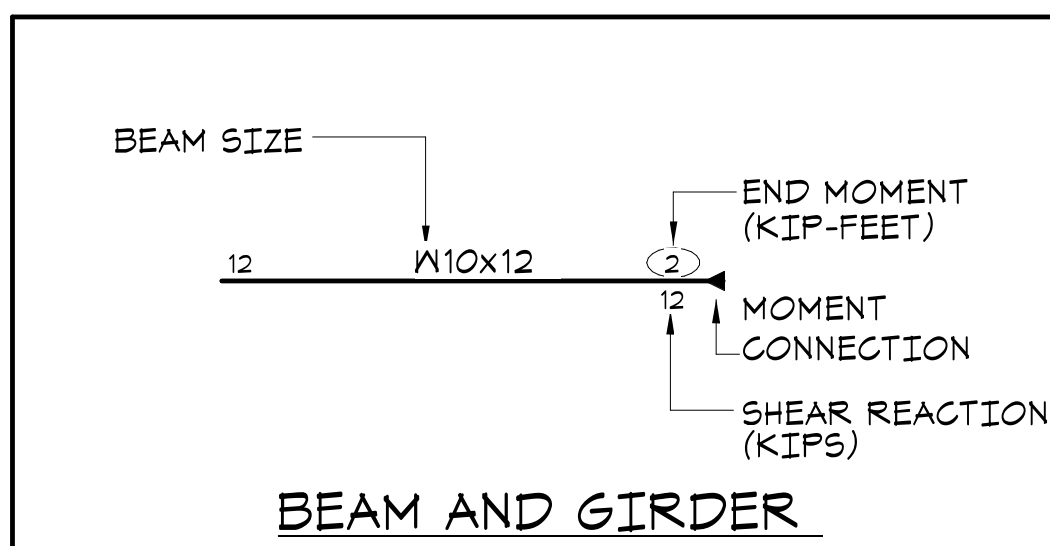 BEAM SIZE
END MOMENT
(KIP-FEET)
12
W10x12
2
12
MOMENT
CONNECTION
SHEAR REACTION
(KIPS)
BEAM AND GIRDER